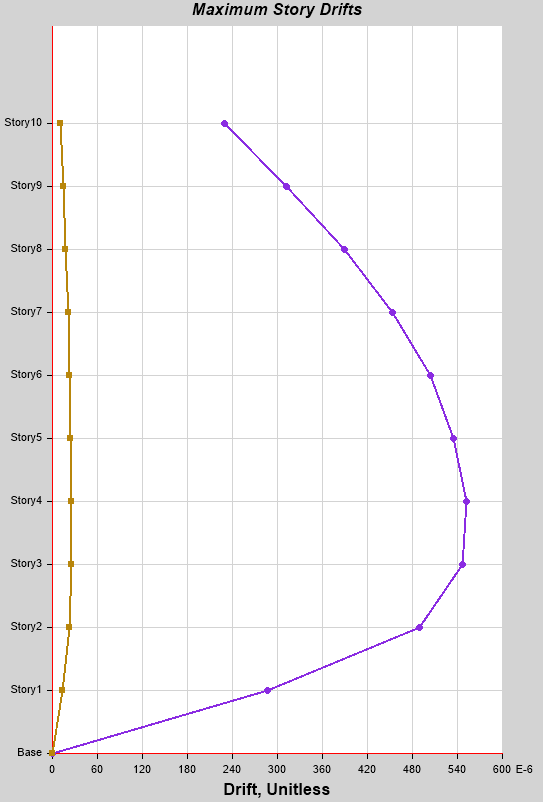 Maximum Story Drifts
Story10
Story9
Story8
Story7
Story6
Story5
Story4
Story3
Story2
Story1
Base
0 60 120 180 240 300 360 420 480 540 600 E-6
Drift, Unitless